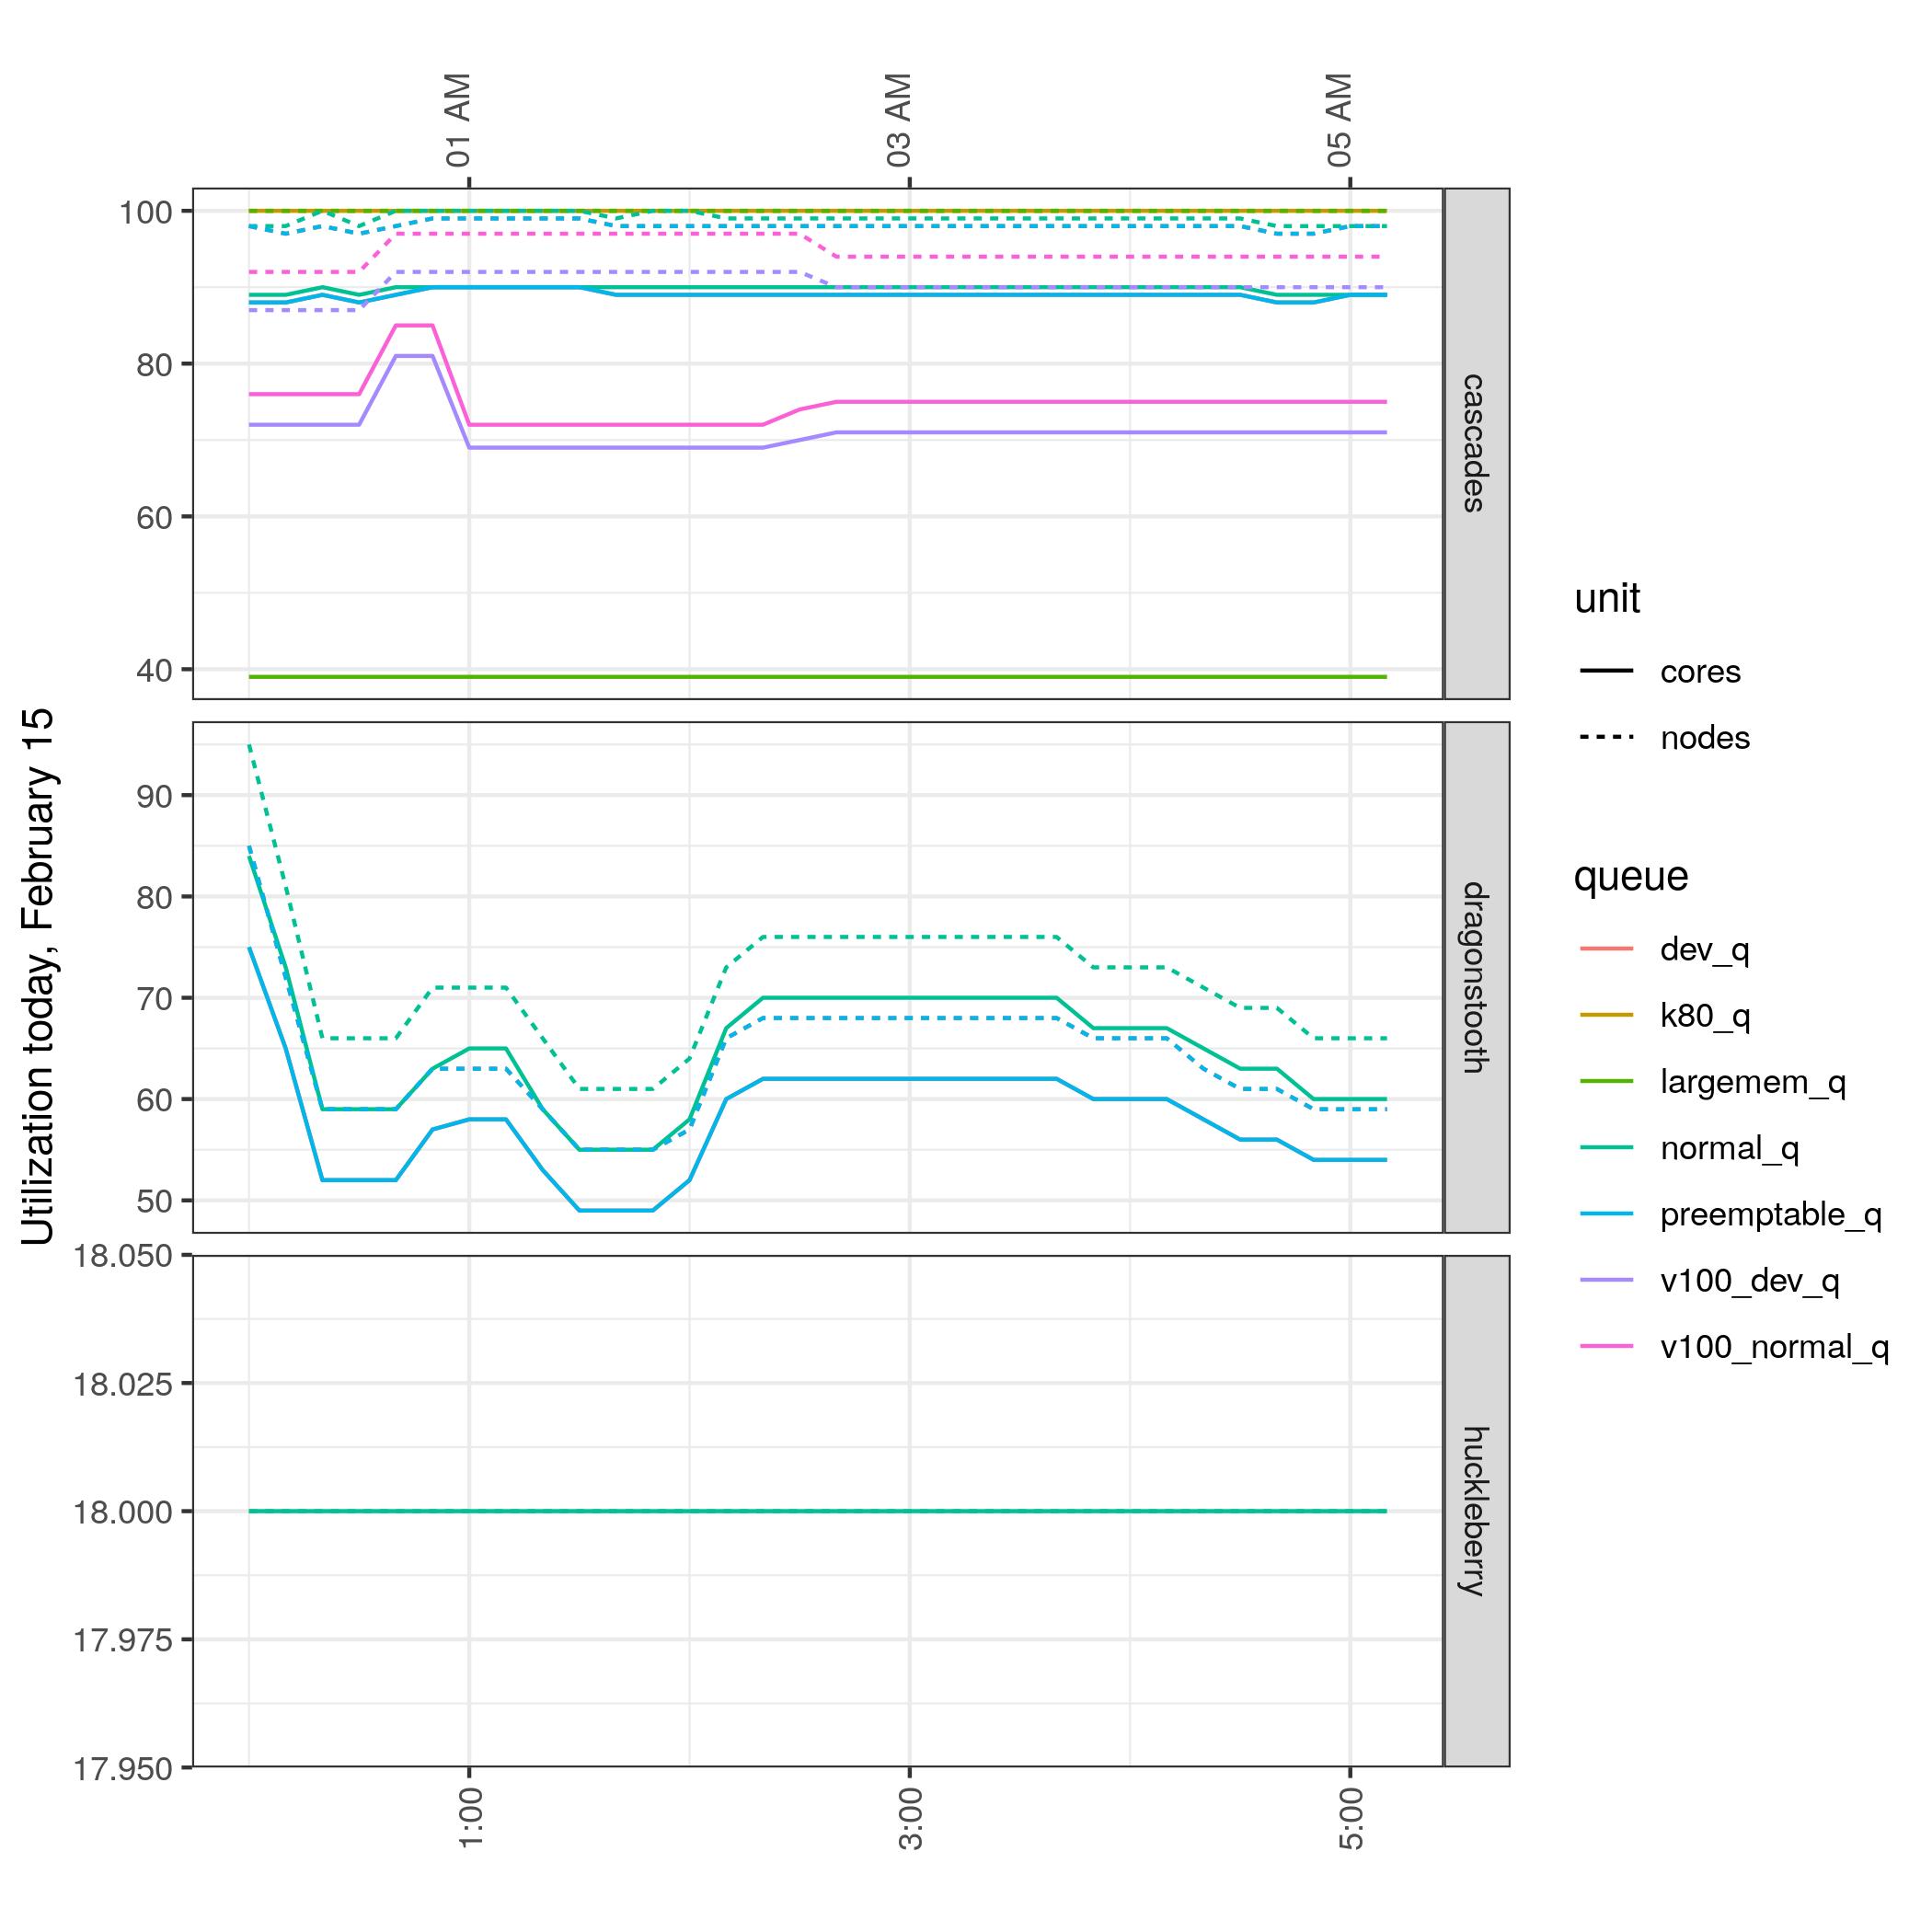 01 AM
03 AM
05 AM
100
80
60
40
cascades
Utilization today, February 15
90
80
70
60
50
dragonstooth
18.050
18.025
18.000
17.975
17.950
huckleberry
1:00
3:00
5:00
unit
cores
nodes
queue
dev_q
k80_q
largemem_q
normal_q
preemptable_q
v100_dev_q
v100_normal_q